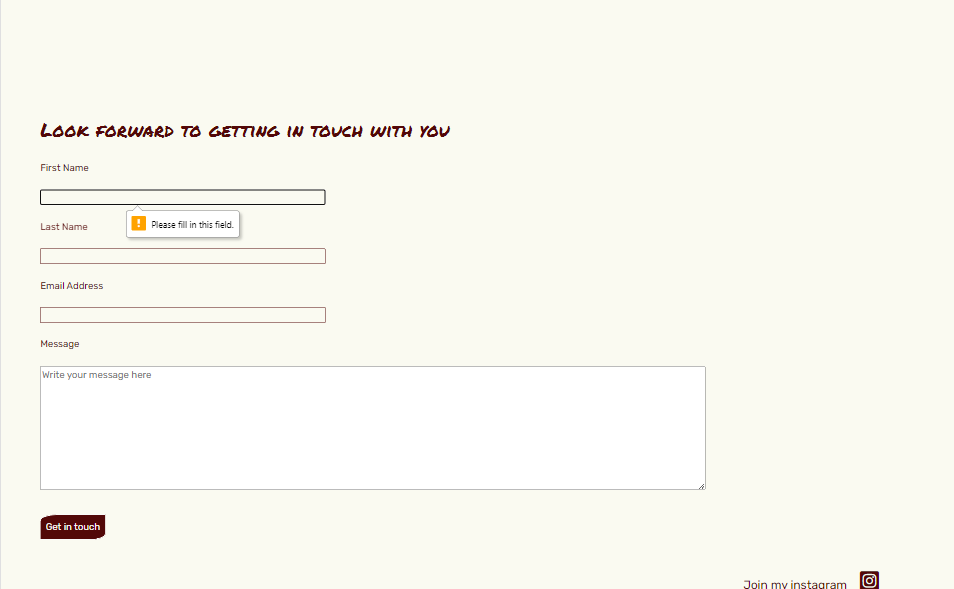 Look forward to getting in touch with you
First Name
Please fill in this field.
Last Name
Email Address
Message
Write your message here
Get in touch
Join my instagram